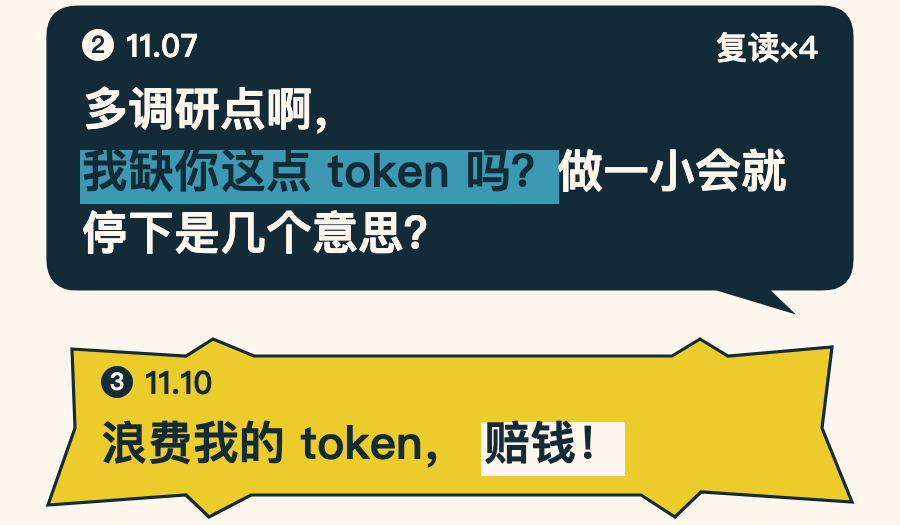 ② 11.07
复读×4
多调研点啊，
我缺你这点 token 吗？做一小会就
停下是几个意思？
③ 11.10
浪费我的 token， 赔钱！